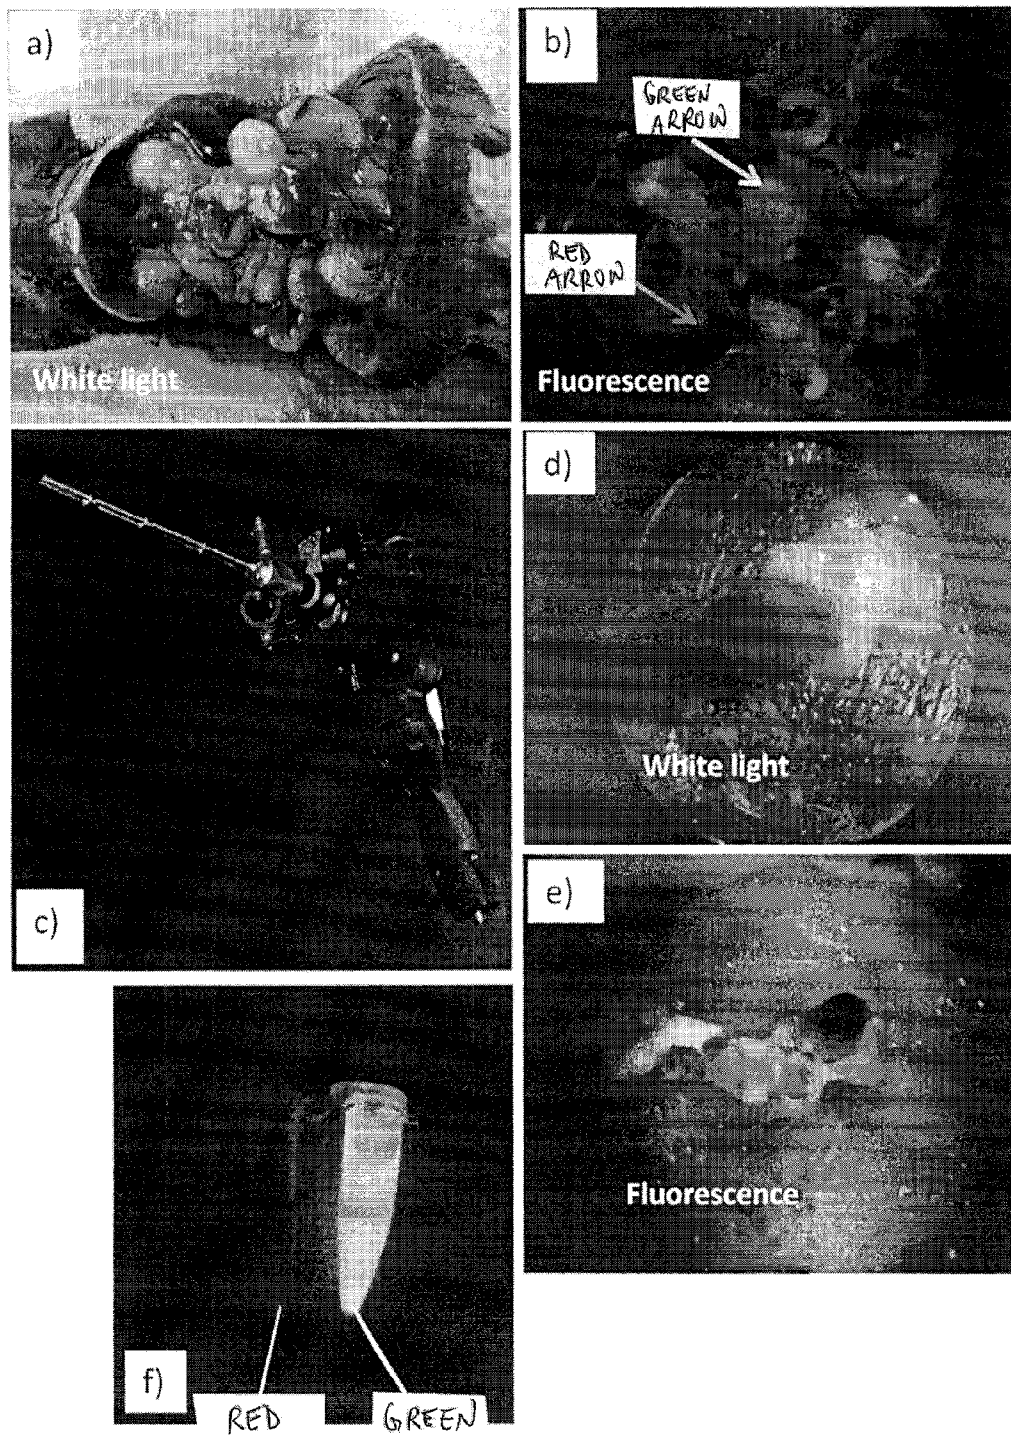 a)
White light
b)
GREEN
ARROW
RED
ARROW
Fluorescence
c)
d)
White light
e)
Fluorescence
f)
RED
GREEN